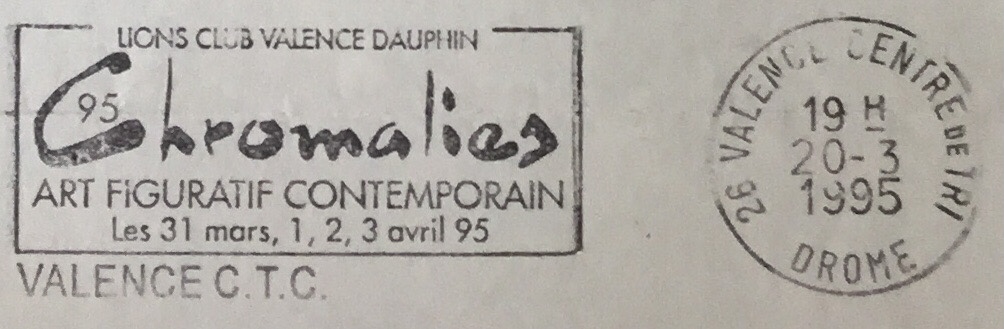 LIONS CLUB VALENCE DAUPHIN
95
Chromalies
ART FIGURATIF CONTEMPORAIN
Les 31 mars, 1, 2, 3 avril 95
VALENCE C.T.C.
26 VALENCE CENTRE DE TRI
19 H
20-3
1995
DROME